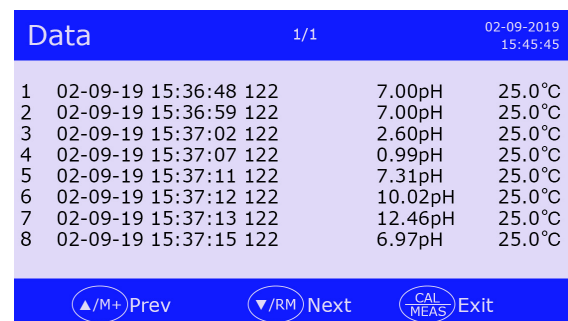 Data 1/1 02-09-2019
15:45:45
1 02-09-19 15:36:48 122 7.00pH 25.0°C
2 02-09-19 15:36:59 122 7.00pH 25.0°C
3 02-09-19 15:37:02 122 2.60pH 25.0°C
4 02-09-19 15:37:07 122 0.99pH 25.0°C
5 02-09-19 15:37:11 122 7.31pH 25.0°C
6 02-09-19 15:37:12 122 10.02pH 25.0°C
7 02-09-19 15:37:13 122 12.46pH 25.0°C
8 02-09-19 15:37:15 122 6.97pH 25.0°C
▲/M+ Prev ▼/RM Next CAL/MEAS Exit